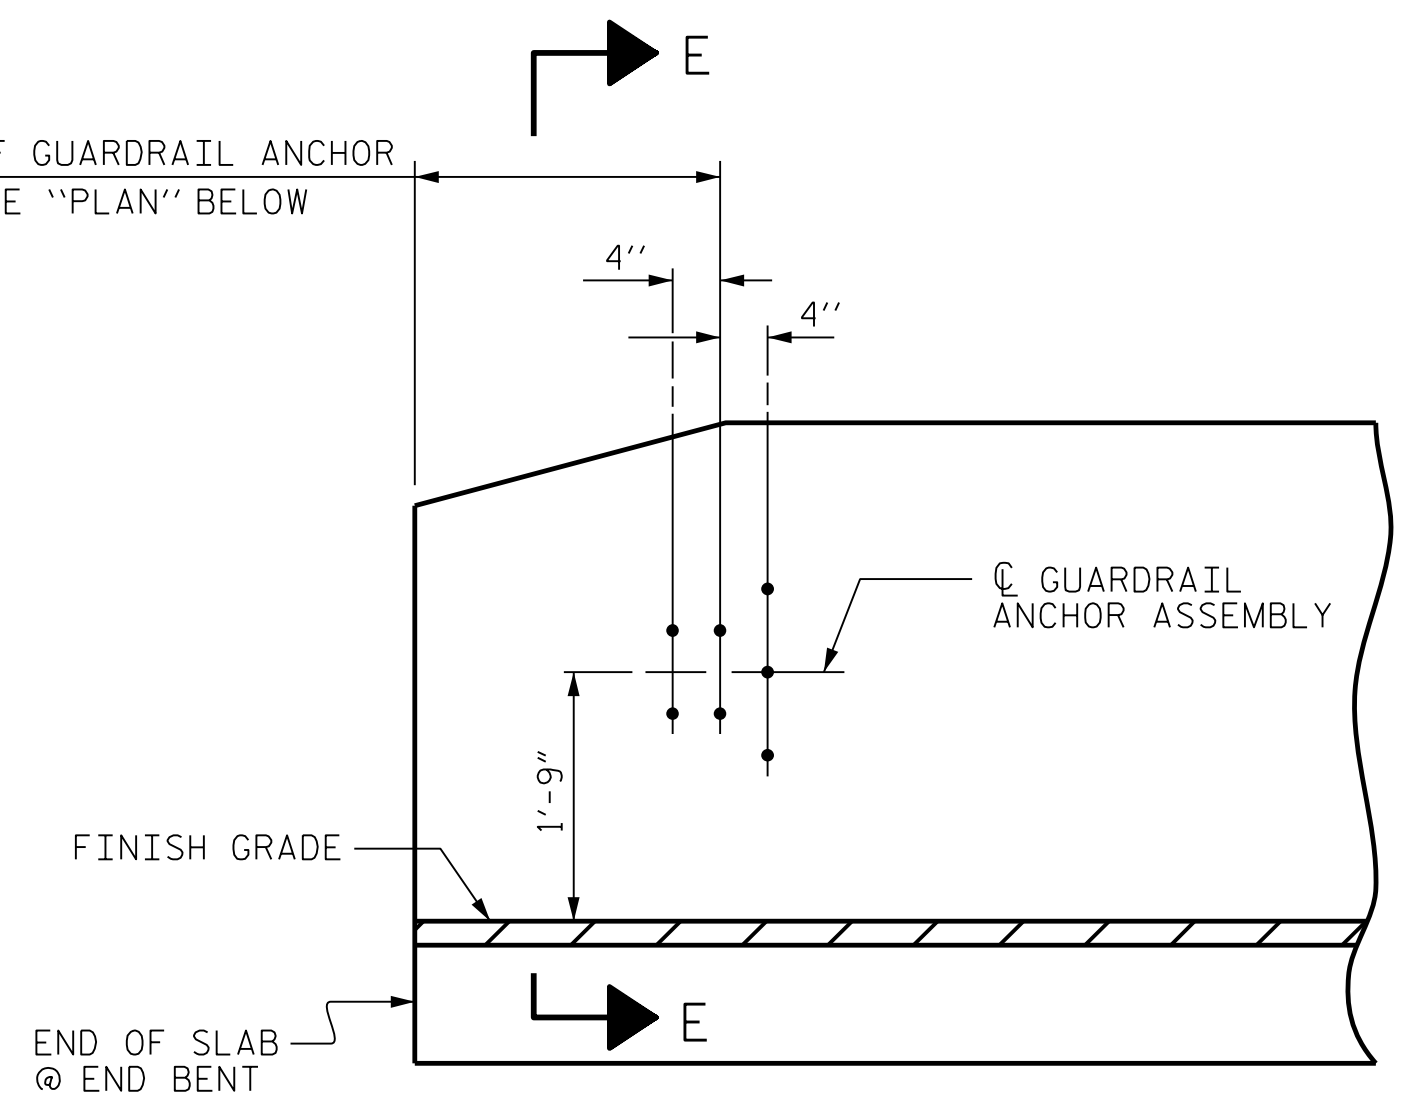 E
GUARDRAIL ANCHOR
"PLAN" BELOW
4"
4"
℄ GUARDRAIL
ANCHOR ASSEMBLY
1'-9"
FINISH GRADE
E
END OF SLAB
@ END BENT